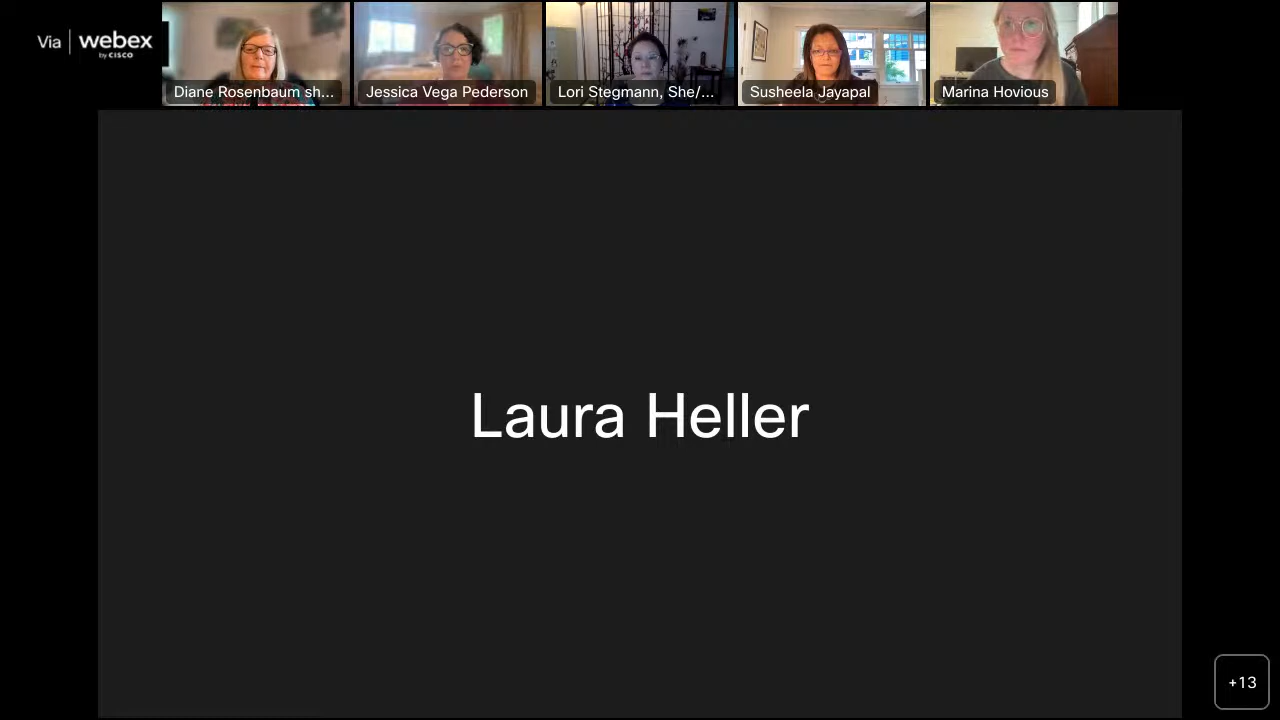 Via | webex
by CISCO
Diane Rosenbaum sh...
Jessica Vega Pederson
Lori Stegmann, She/...
Susheela Jayapal
Marina Hovious
Laura Heller
+13